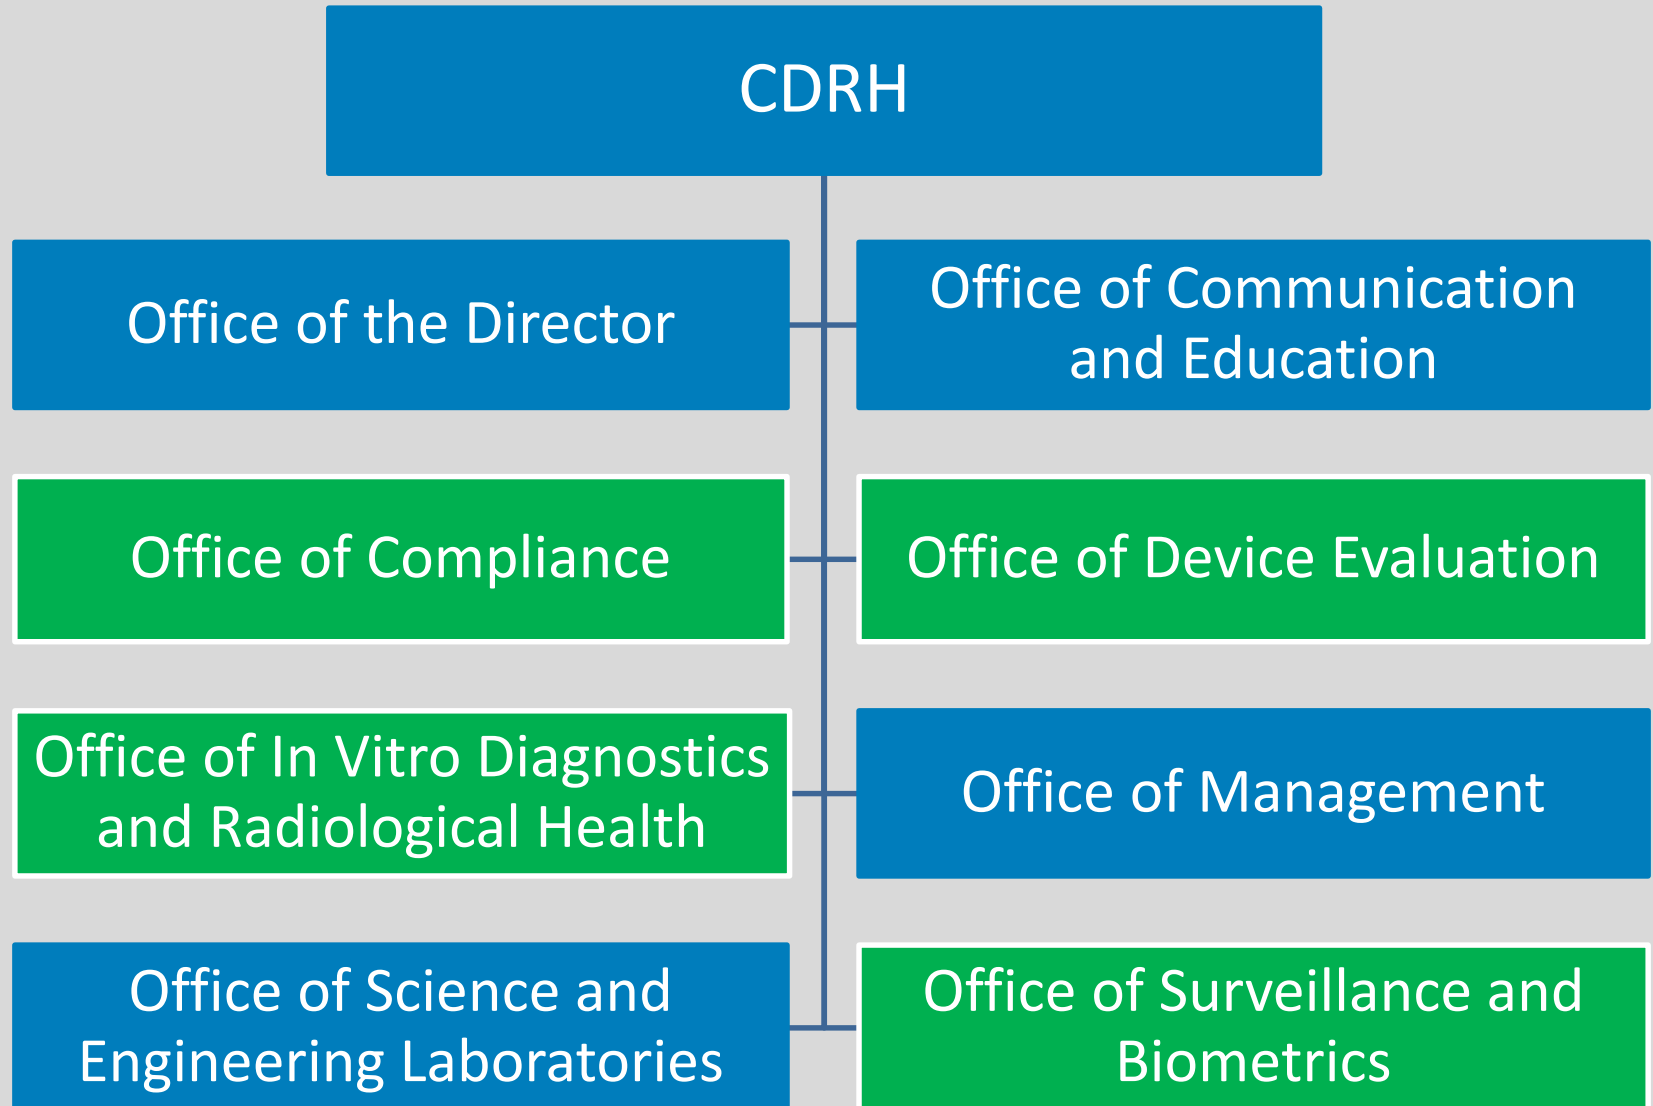 CDRH
Office of the Director
Office of Communication
and Education
Office of Compliance
Office of Device Evaluation
Office of In Vitro Diagnostics
and Radiological Health
Office of Management
Office of Science and
Engineering Laboratories
Office of Surveillance and
Biometrics